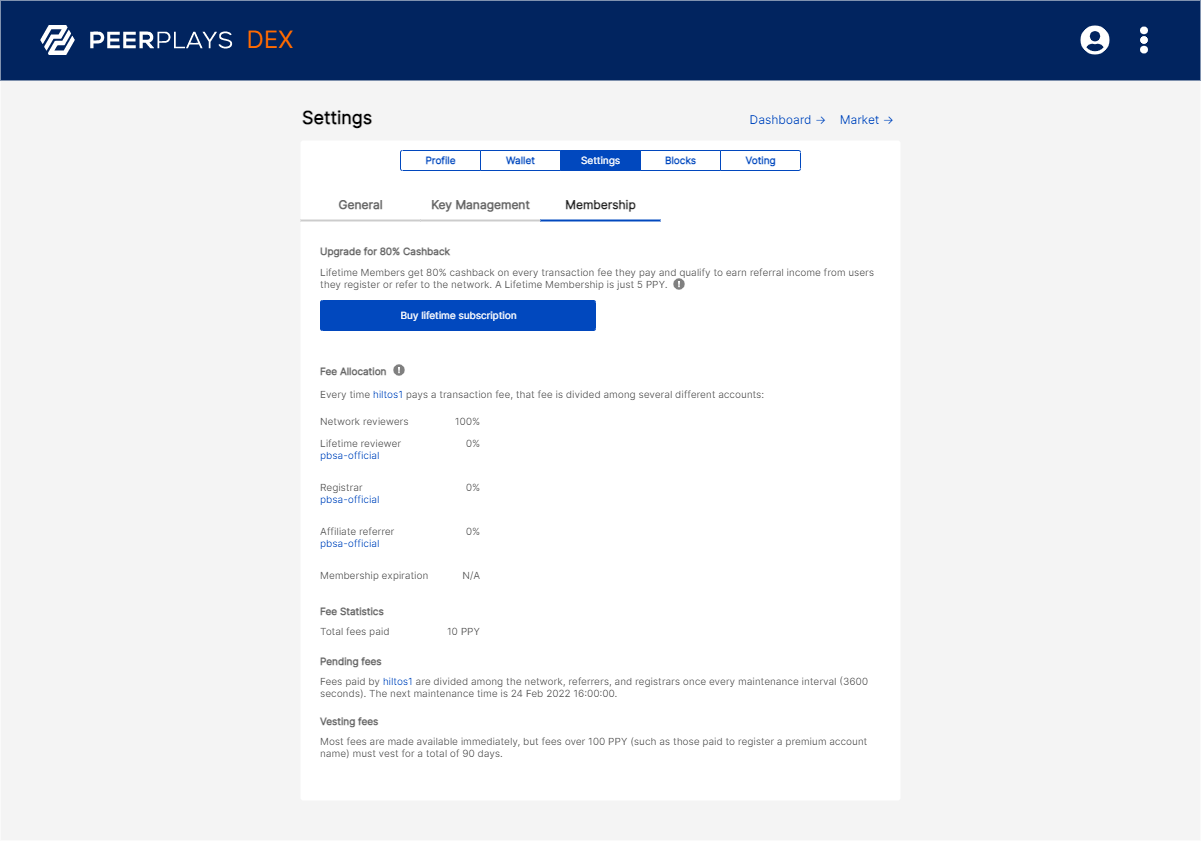 PEERPLAYS DEX
Settings
Dashboard → Market →
Profile Wallet Settings Blocks Voting
General Key Management Membership
Upgrade for 80% Cashback
Lifetime Members get 80% cashback on every transaction fee they pay and qualify to earn referral income from users
they register or refer to the network. A Lifetime Membership is just 5 PPY.
Buy lifetime subscription
Fee Allocation
Every time hiltos1 pays a transaction fee, that fee is divided among several different accounts:
Network reviewers 100%
Lifetime reviewer 0%
pbsa-official
Registrar 0%
pbsa-official
Affiliate referrer 0%
pbsa-official
Membership expiration N/A
Fee Statistics
Total fees paid 10 PPY
Pending fees
Fees paid by hiltos1 are divided among the network, referrers, and registrars once every maintenance interval (3600
seconds). The next maintenance time is 24 Feb 2022 16:00:00.
Vesting fees
Most fees are made available immediately, but fees over 100 PPY (such as those paid to register a premium account
name) must vest for a total of 90 days.